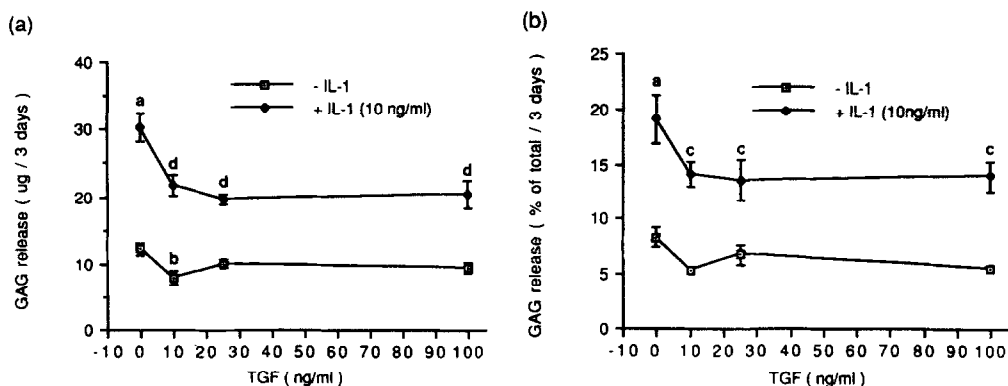 (a)
40
30
20
10
0
GAG release ( ug / 3 days )
- IL-1
+ IL-1 (10 ng/ml)
a
d
d
d
b
-10 0 10 20 30 40 50 60 70 80 90 100
TGF ( ng/ml)
(b)
25
20
15
10
5
0
GAG release ( % of total / 3 days )
- IL-1
+ IL-1 (10ng/ml)
a
c
c
c
-10 0 10 20 30 40 50 60 70 80 90 100
TGF ( ng/ml)